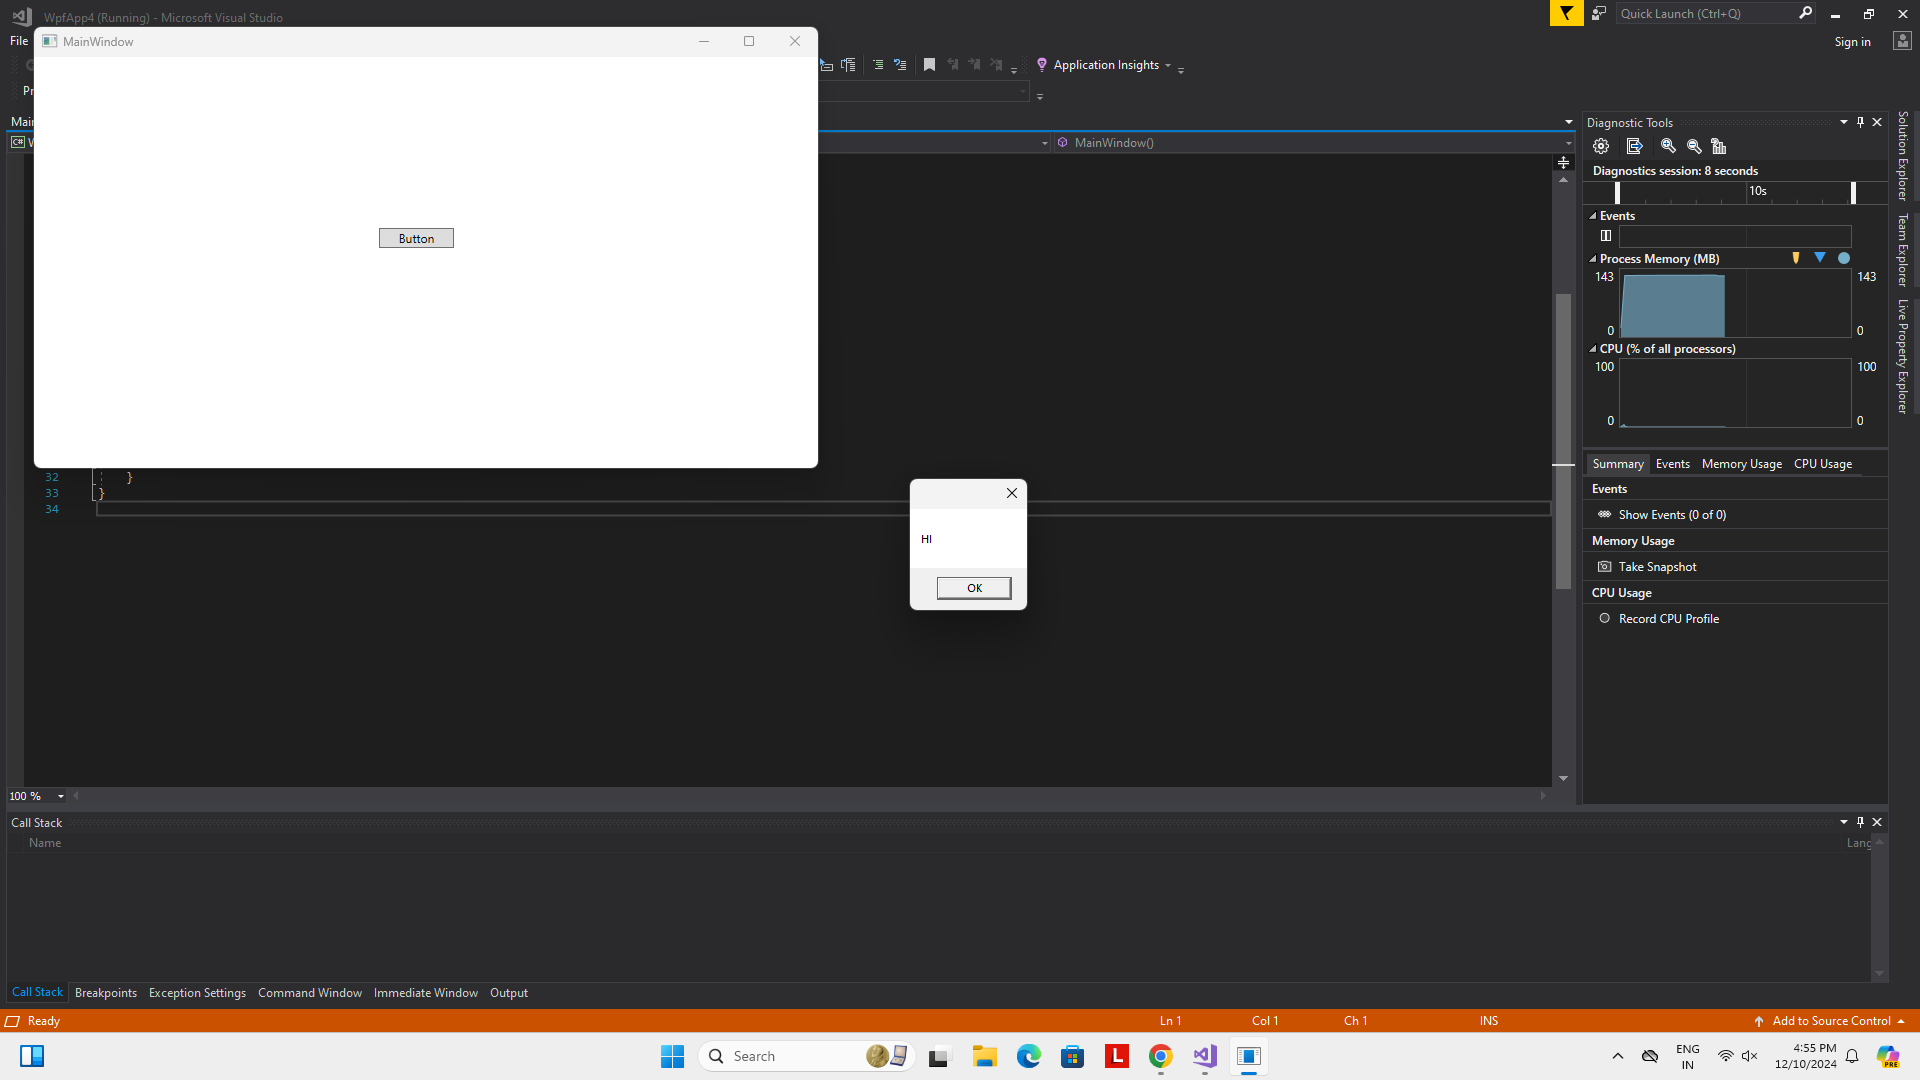 WpfApp4 (Running) - Microsoft Visual Studio
Quick Launch (Ctrl+Q)
File
MainWindow
Sign in
Application Insights
MainWindow()
Button
32 }
33 }
34
HI
OK
100 %
Diagnostic Tools
Diagnostics session: 8 seconds
10s
Events
Process Memory (MB)
143 143
0 0
CPU (% of all processors)
100 100
0 0
Summary Events Memory Usage CPU Usage
Events
Show Events (0 of 0)
Memory Usage
Take Snapshot
CPU Usage
Record CPU Profile
Solution Explorer
Team Explorer
Live Property Explorer
Call Stack
Name
Call Stack Breakpoints Exception Settings Command Window Immediate Window Output
Ready Ln 1 Col 1 Ch 1 INS Add to Source Control
Search
L
ENG
IN
4:55 PM
12/10/2024
PRE